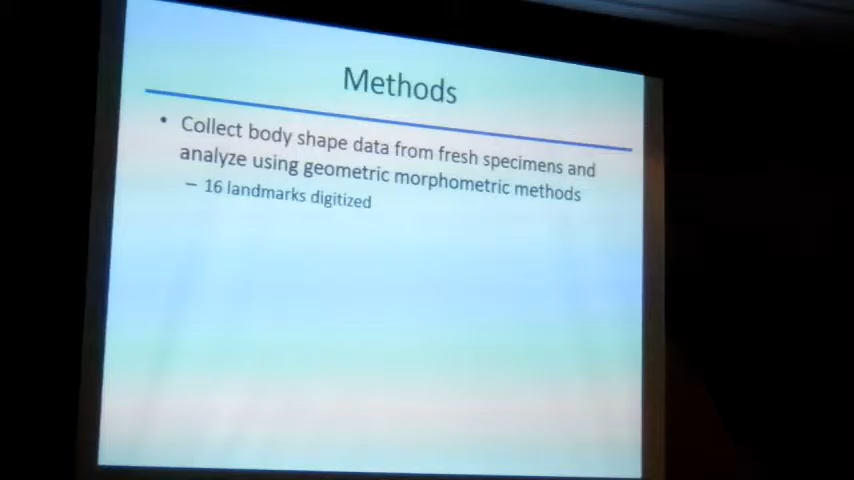 Methods
• Collect body shape data from fresh specimens and
analyze using geometric morphometric methods
– 16 landmarks digitized